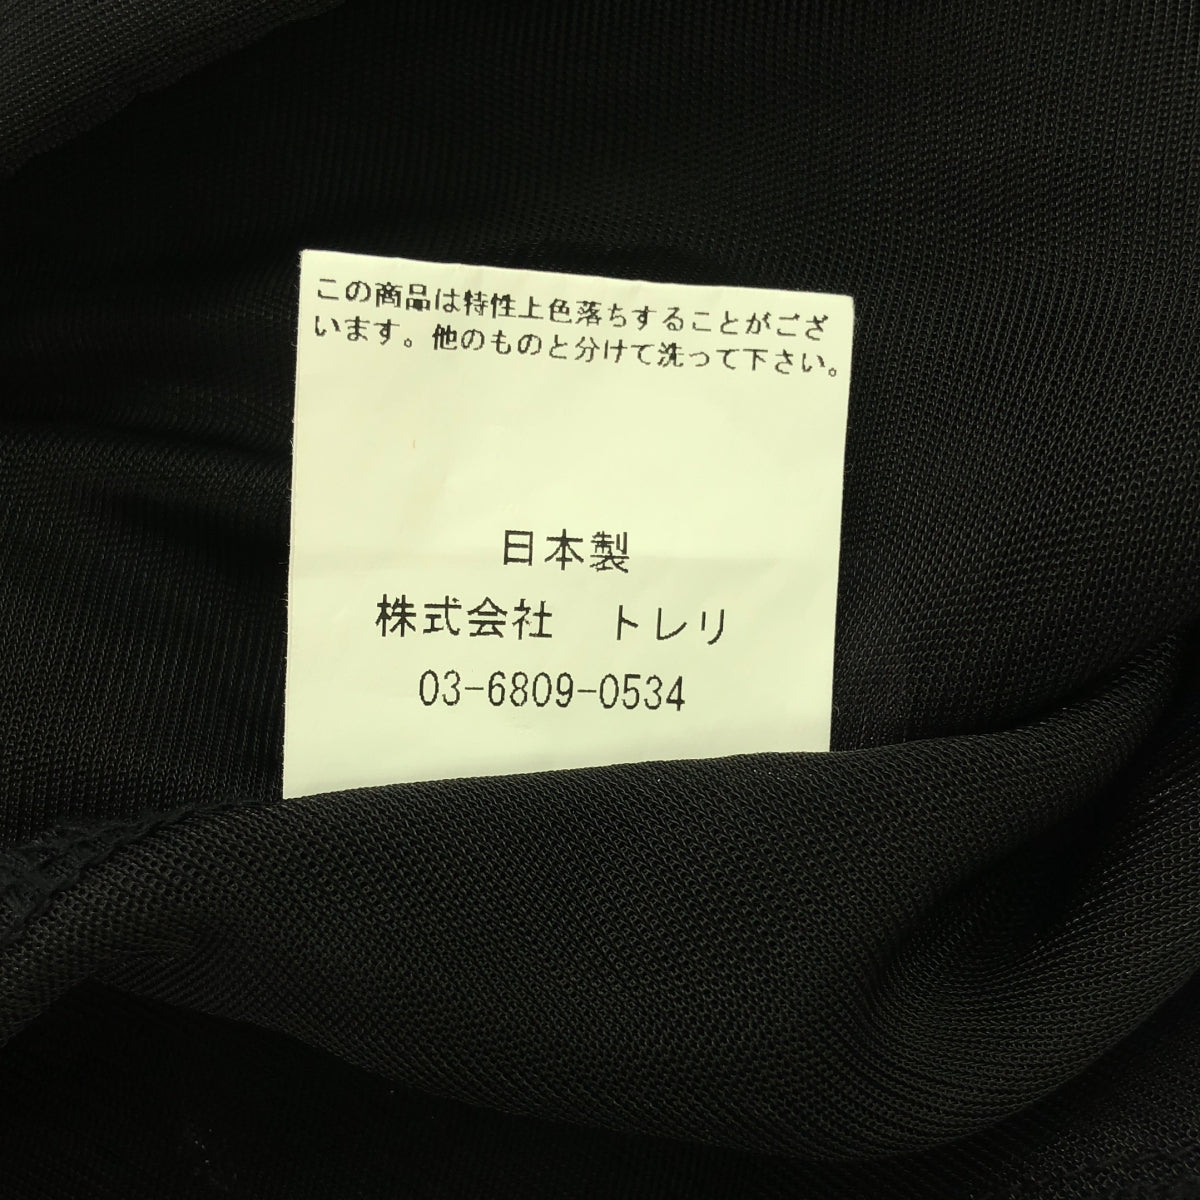 この商品は特性上色落ちすることがござ
います。他のものと分けて洗って下さい。
日本製
株式会社　トレリ
03-6809-0534